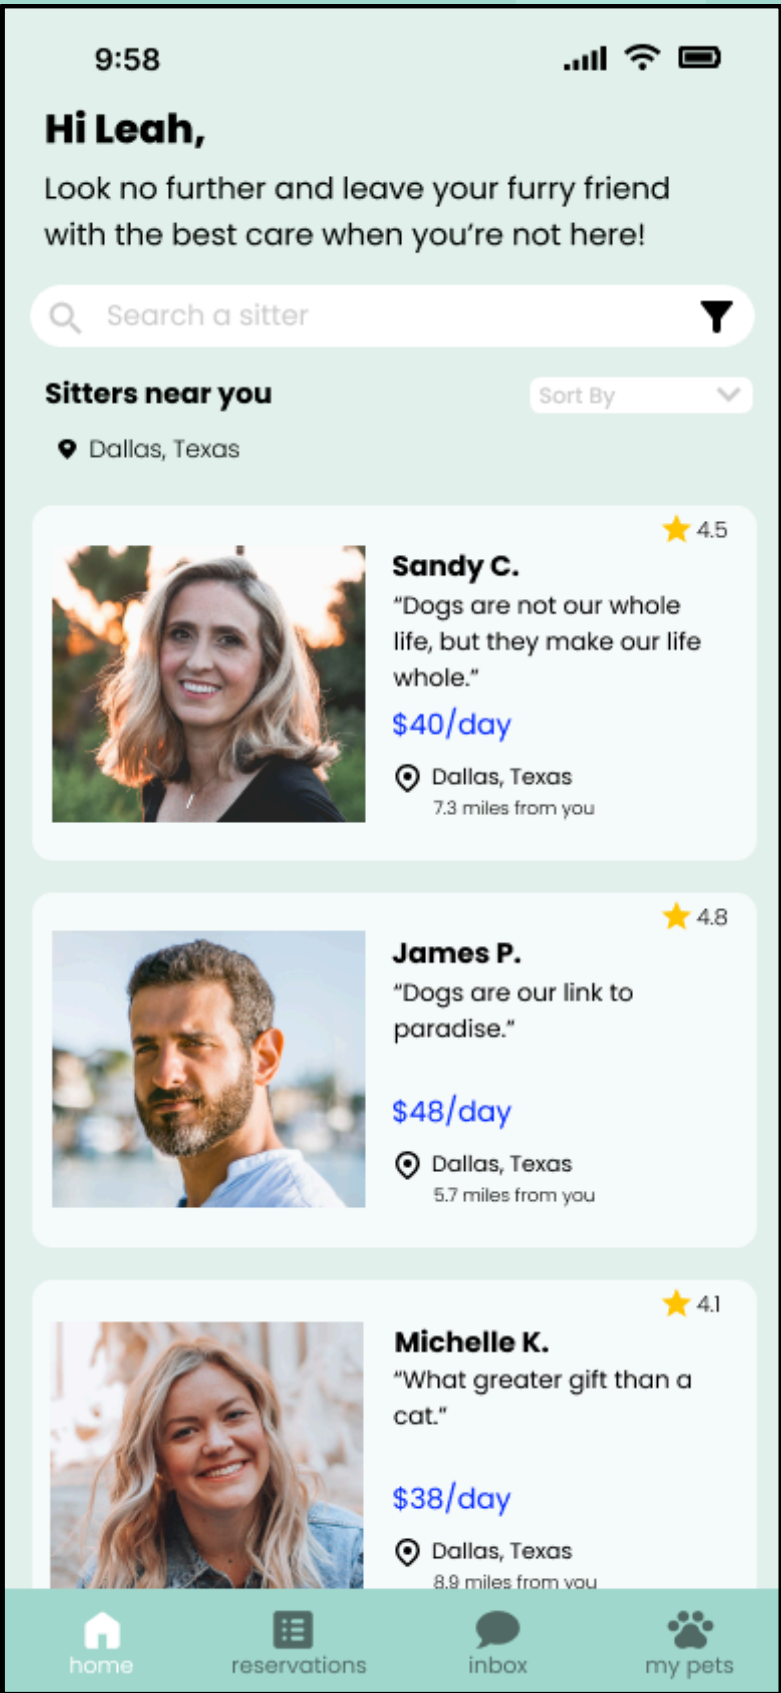 9:58
Hi Leah,
Look no further and leave your furry friend
with the best care when you're not here!
Search a sitter
Sitters near you
Sort By
Dallas, Texas
4.5
Sandy C.
“Dogs are not our whole
life, but they make our life
whole.”
$40/day
Dallas, Texas
7.3 miles from you
4.8
James P.
“Dogs are our link to
paradise.”
$48/day
Dallas, Texas
5.7 miles from you
4.1
Michelle K.
“What greater gift than a
cat.”
$38/day
Dallas, Texas
8.9 miles from you
home
reservations
inbox
my pets